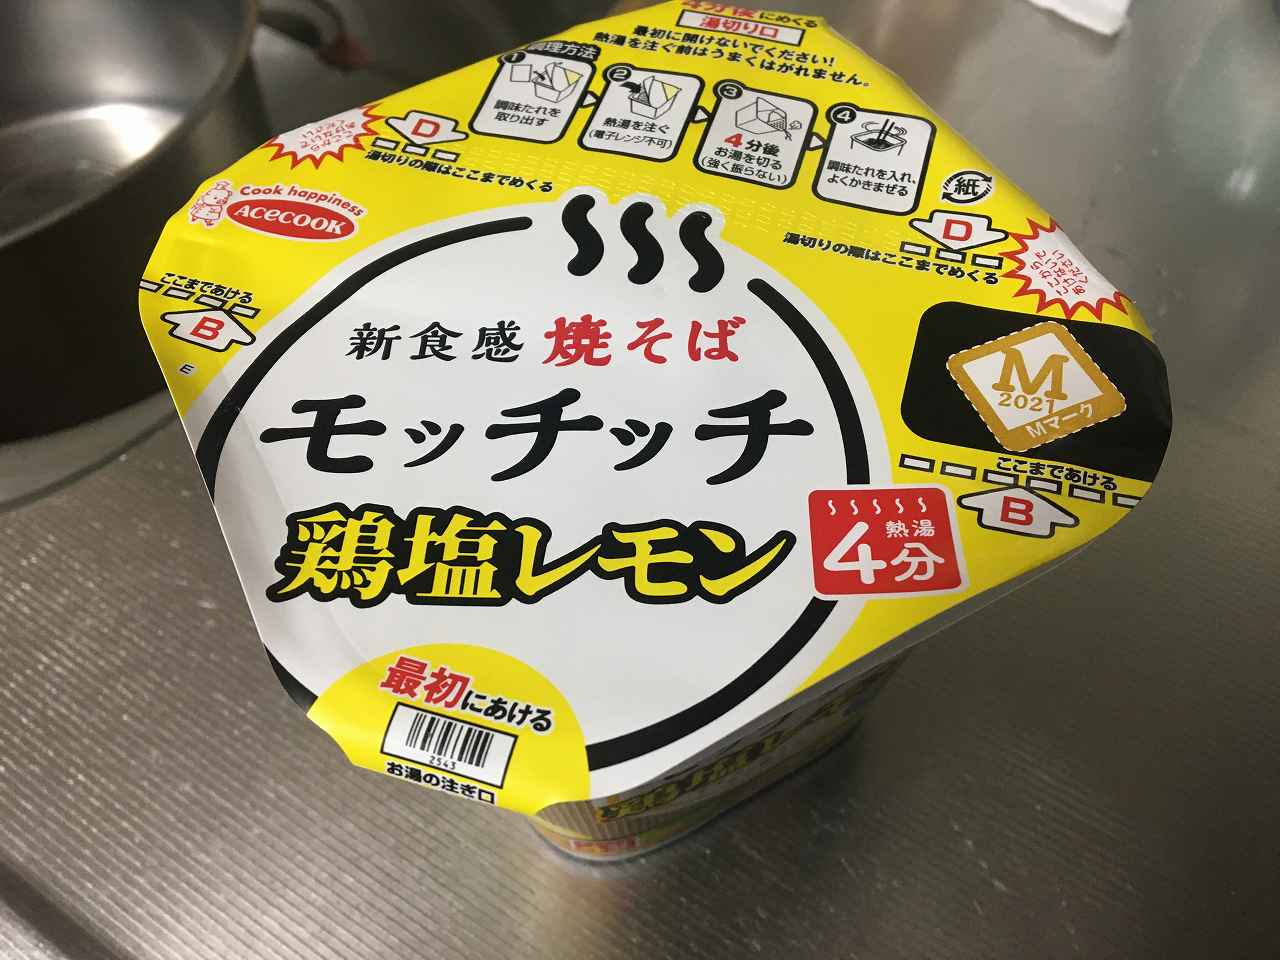 4分後にめくる
湯切り口
最初に開けないでください!
熱湯を注ぐ前はうまくはがれません。
調理方法
1
調味たれを
取り出す
2
熱湯を注ぐ
(電子レンジ不可)
3
4分後
お湯を切る
(強く振らない)
4
調味たれを入れ、
よくかきまぜる
紙
D
湯切りの際はここまでめくる
D
湯切りの際はここまでめくる
Cook happiness
ACECOOK
ここまであける
B
E
新食感 焼そば
モッチッチ
鶏塩レモン
M
2021
Mマーク
ここまであける
B
熱湯
4分
最初にあける
2543
お湯の注ぎ口